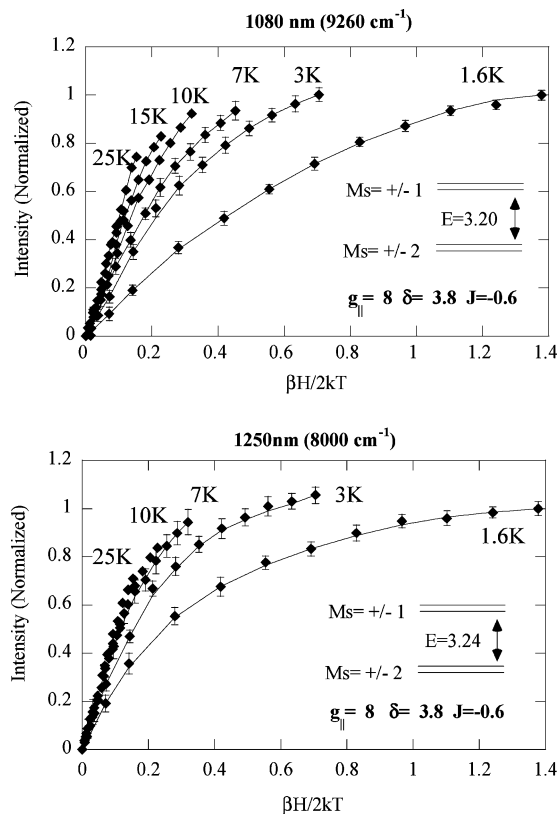 1080 nm (9260 cm⁻¹)
1.2
1
0.8
0.6
0.4
0.2
0
Intensity (Normalized)
25K
15K
10K
7K
3K
1.6K
Ms= +/- 1
E=3.20
Ms= +/- 2
g|| = 8 δ= 3.8 J=-0.6
0 0.2 0.4 0.6 0.8 1 1.2 1.4
βH/2kT
1250nm (8000 cm⁻¹)
1.2
1
0.8
0.6
0.4
0.2
0
Intensity (Normalized)
25K
10K
7K
3K
1.6K
Ms= +/- 1
E=3.24
Ms= +/- 2
g|| = 8 δ= 3.8 J=-0.6
0 0.2 0.4 0.6 0.8 1 1.2 1.4
βH/2kT